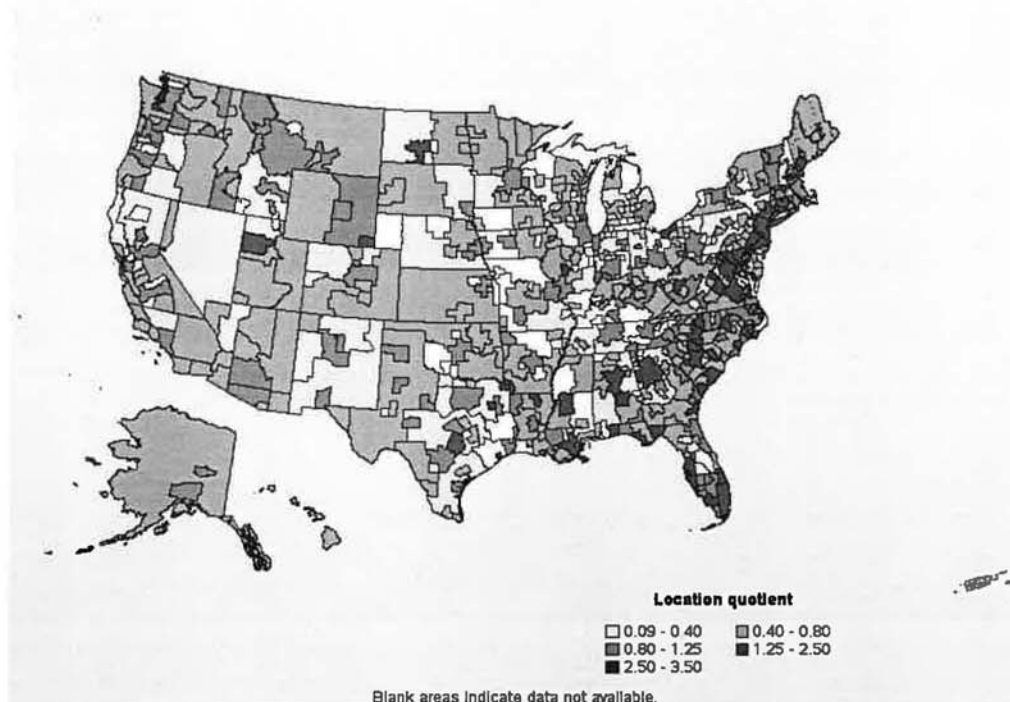 Location quotient
0.09 - 0.40 0.40 - 0.80
0.80 - 1.25 1.25 - 2.50
2.50 - 3.50
Blank areas indicate data not available.